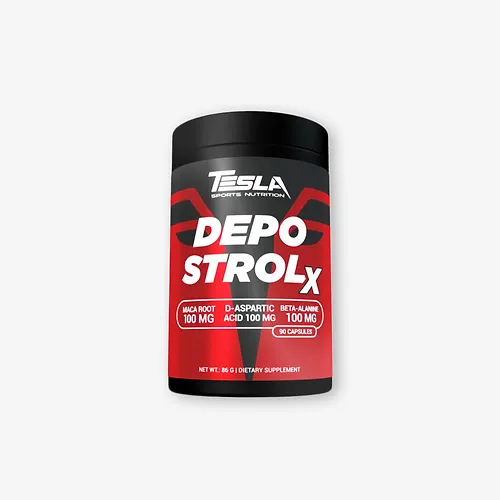 TESLA
SPORTS NUTRITION
DEPO
STROLX
MACA ROOT
100 MG
D-ASPARTIC
ACID 100 MG
BETA-ALANINE
100 MG
90 CAPSULES
NET WT.: 86 G | DIETARY SUPPLEMENT